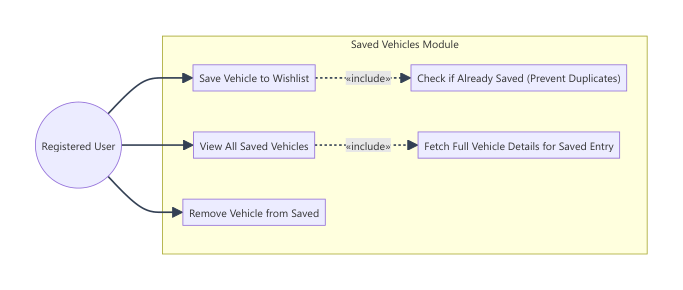 Saved Vehicles Module
Save Vehicle to Wishlist
«include»
Check if Already Saved (Prevent Duplicates)
Registered User
View All Saved Vehicles
«include»
Fetch Full Vehicle Details for Saved Entry
Remove Vehicle from Saved